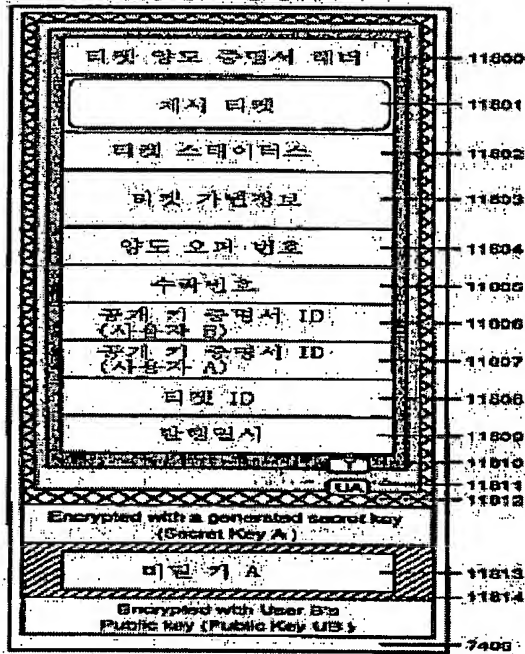 티켓 양도 증명서 헤더 11800
제시 티켓 11801
티켓 스테이터스 11802
티켓 가변정보 11803
양도 오퍼 번호 11804
수락번호 11805
공개 키 증명서 ID 11806
(사용자 B)
공개 키 증명서 ID 11807
(사용자 A)
티켓 ID 11808
발행일시 11809
T 11810
UA 11811
11812
Encrypted with a generated secret key
(Secret Key A)
비밀 키 A 11813
11814
Encrypted with User B's
Public key (Public Key UB)
7405